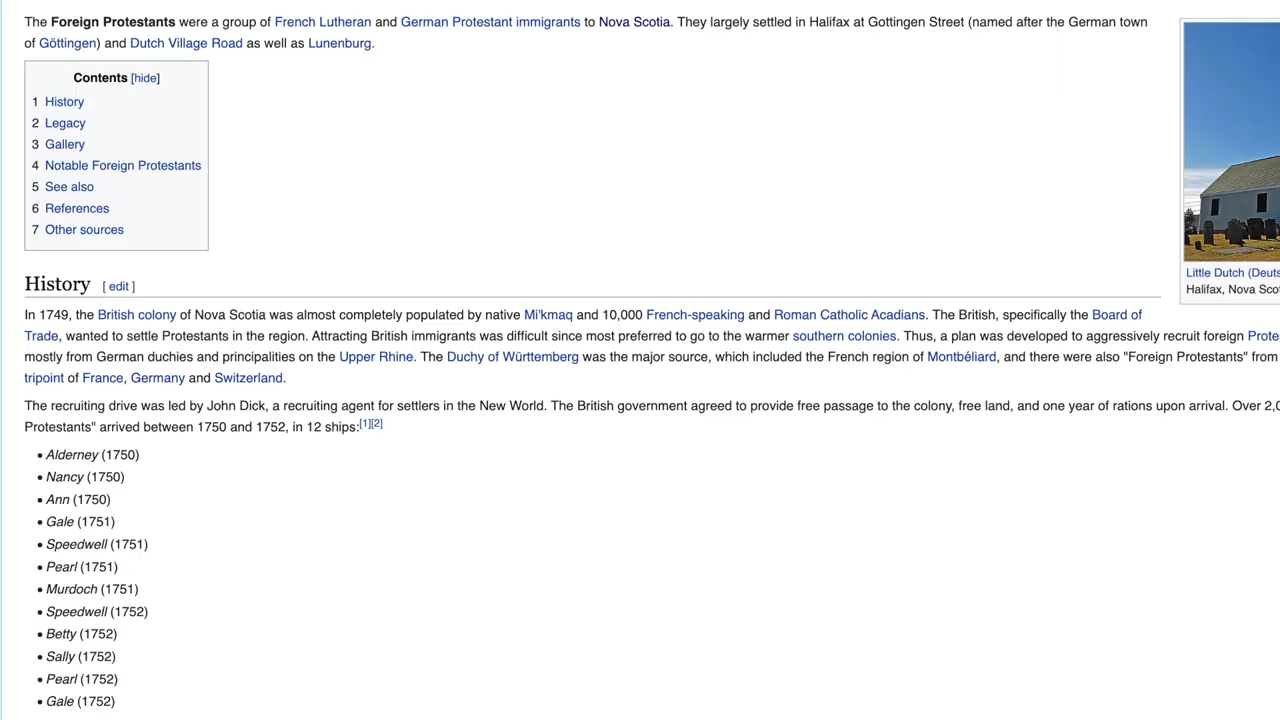 The Foreign Protestants were a group of French Lutheran and German Protestant immigrants to Nova Scotia. They largely settled in Halifax at Gottingen Street (named after the German town
of Göttingen) and Dutch Village Road as well as Lunenburg.
Contents [hide]
1 History
2 Legacy
3 Gallery
4 Notable Foreign Protestants
5 See also
6 References
7 Other sources
Little Dutch (Deuts
Halifax, Nova Sco
History [ edit ]
In 1749, the British colony of Nova Scotia was almost completely populated by native Mi'kmaq and 10,000 French-speaking and Roman Catholic Acadians. The British, specifically the Board of
Trade, wanted to settle Protestants in the region. Attracting British immigrants was difficult since most preferred to go to the warmer southern colonies. Thus, a plan was developed to aggressively recruit foreign Prote
mostly from German duchies and principalities on the Upper Rhine. The Duchy of Württemberg was the major source, which included the French region of Montbéliard, and there were also "Foreign Protestants" from
tripoint of France, Germany and Switzerland.
The recruiting drive was led by John Dick, a recruiting agent for settlers in the New World. The British government agreed to provide free passage to the colony, free land, and one year of rations upon arrival. Over 2,0
Protestants" arrived between 1750 and 1752, in 12 ships:[1][2]
• Alderney (1750)
• Nancy (1750)
• Ann (1750)
• Gale (1751)
• Speedwell (1751)
• Pearl (1751)
• Murdoch (1751)
• Speedwell (1752)
• Betty (1752)
• Sally (1752)
• Pearl (1752)
• Gale (1752)